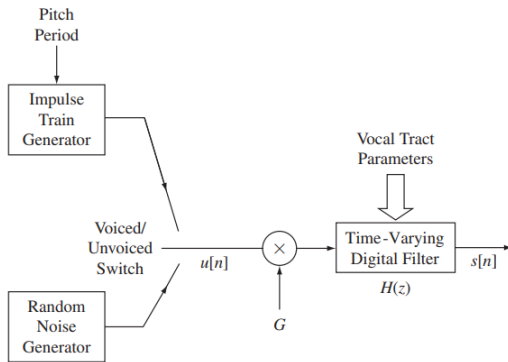 Pitch
Period
Impulse
Train
Generator
Vocal Tract
Parameters
Voiced/
Unvoiced
Switch
u[n]
×
Time-Varying
Digital Filter
s[n]
H(z)
Random
Noise
Generator
G